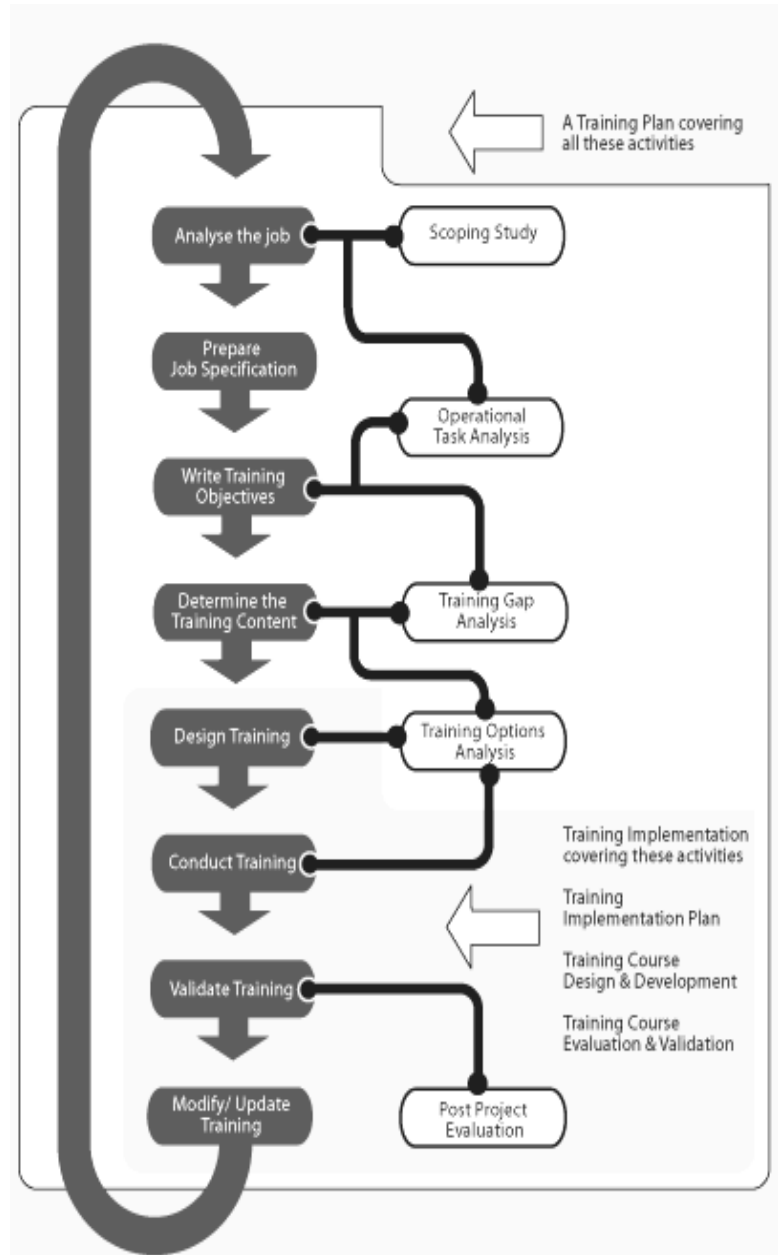 A Training Plan covering
all these activities
Analyse the job
Scoping Study
Prepare
Job Specification
Operational
Task Analysis
Write Training
Objectives
Determine the
Training Content
Training Gap
Analysis
Design Training
Training Options
Analysis
Conduct Training
Training Implementation
covering these activities
Training
Implementation Plan
Training Course
Design & Development
Training Course
Evaluation & Validation
Validate Training
Modify/ Update
Training
Post Project
Evaluation